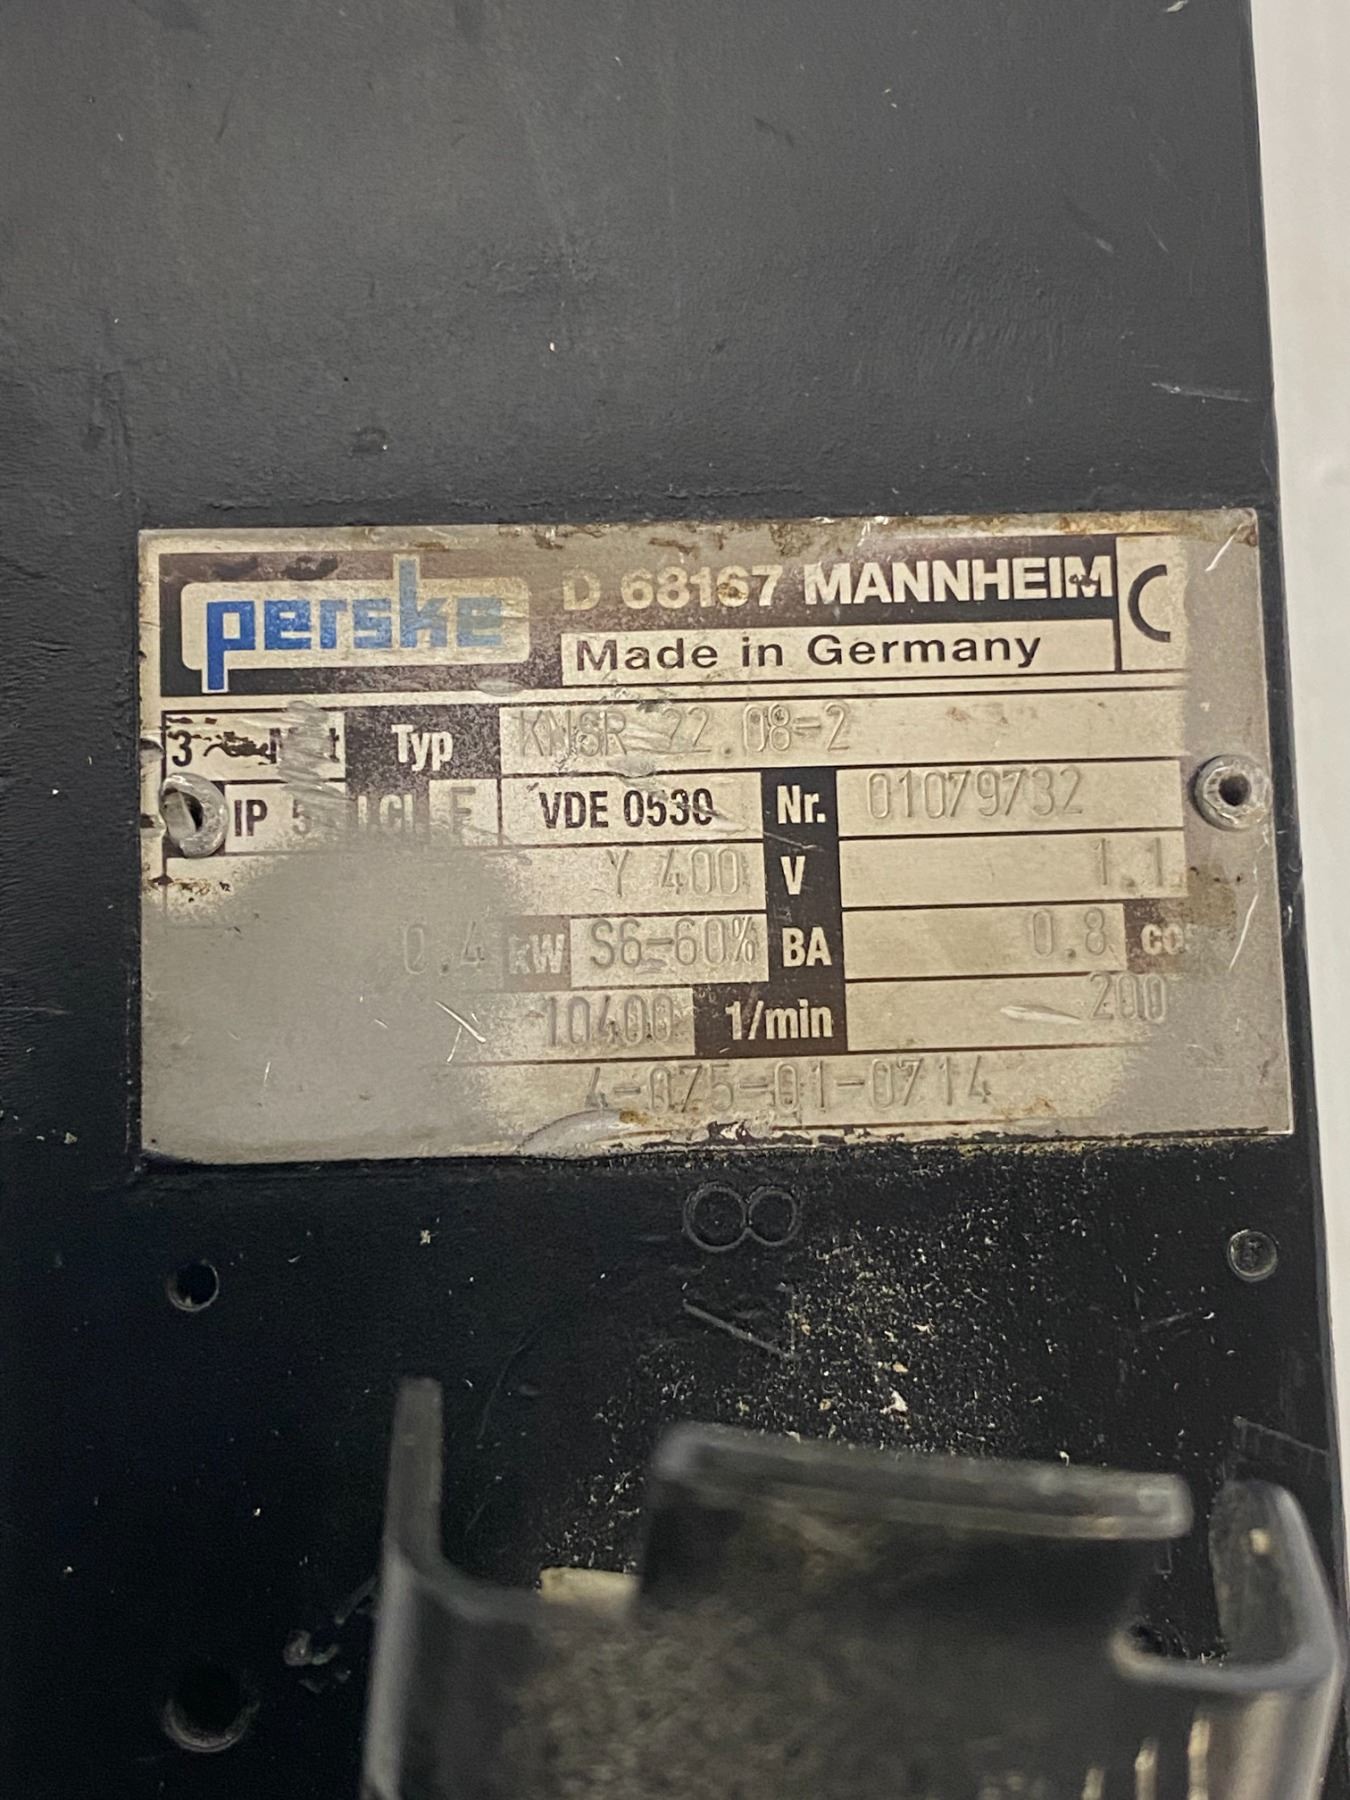 perske D 68167 MANNHEIM
Made in Germany
3 Typ KNSR 22.08-2
IP F VDE 0530 Nr. 01079732
Y 400 V 1.1
0.4 kW S6-60% BA 0.8
10400 1/min 200
4-075-01-0714